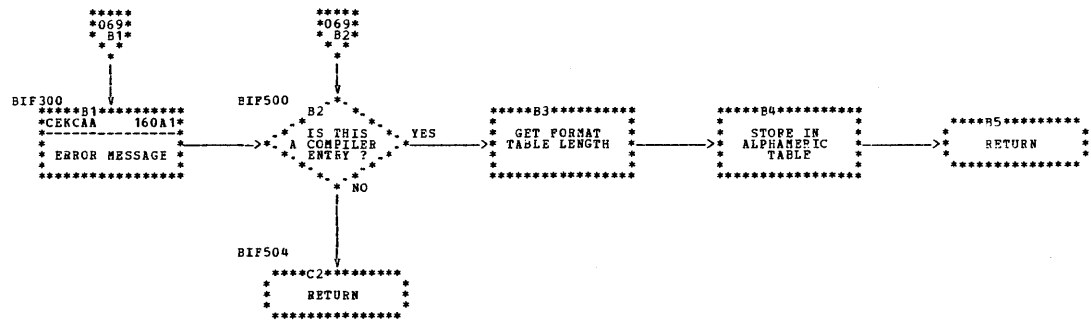 069 B1
069 B2
BIF300
B1
CEKCAA 160A1
ERROR MESSAGE
BIF500
B2
IS THIS
A COMPILER
ENTRY ?
YES
NO
B3
GET FORMAT
TABLE LENGTH
B4
STORE IN
ALPHAMERIC
TABLE
B5
RETURN
BIF504
C2
RETURN